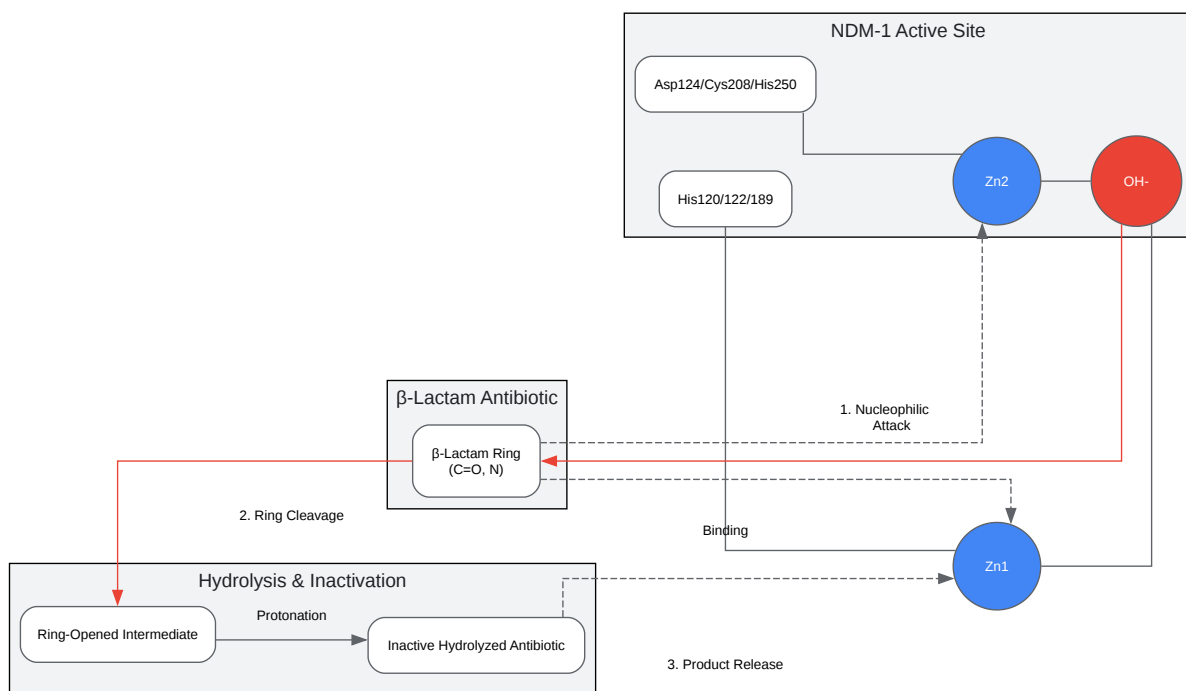 NDM-1 Active Site
Asp124/Cys208/His250
Zn2
OH-
His120/122/189
β-Lactam Antibiotic
β-Lactam Ring
(C=O, N)
1. Nucleophilic
Attack
2. Ring Cleavage
Binding
Zn1
Hydrolysis & Inactivation
Ring-Opened Intermediate
Protonation
Inactive Hydrolyzed Antibiotic
3. Product Release